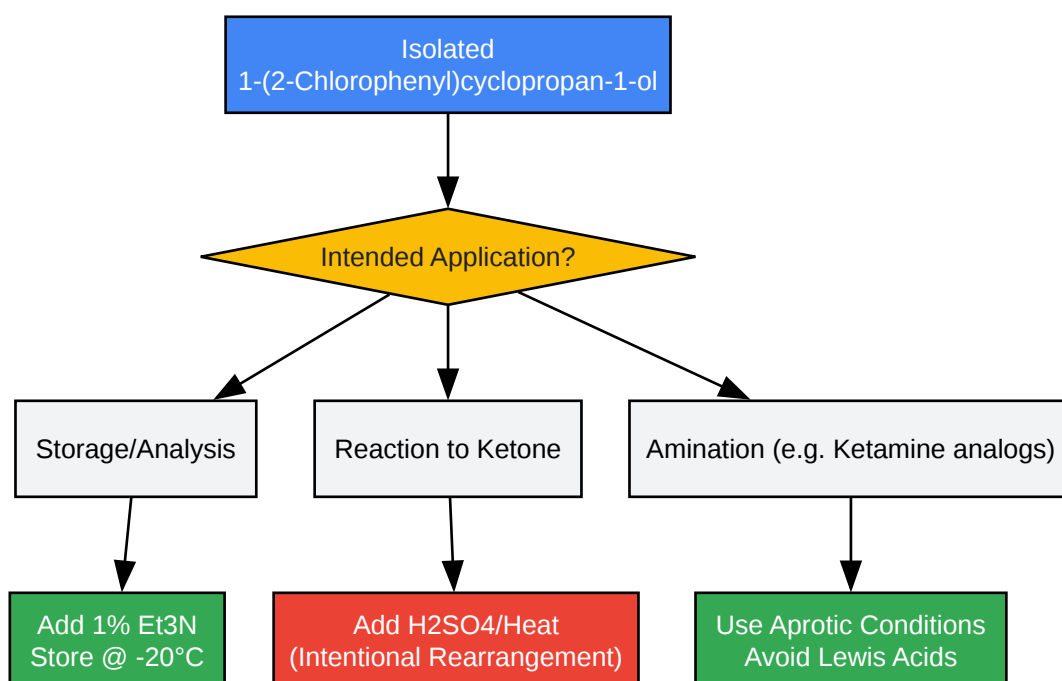 Isolated
1-(2-Chlorophenyl)cyclopropan-1-ol
Intended Application?
Storage/Analysis
Reaction to Ketone
Amination (e.g. Ketamine analogs)
Add 1% Et3N
Store @ -20°C
Add H2SO4/Heat
(Intentional Rearrangement)
Use Aprotic Conditions
Avoid Lewis Acids